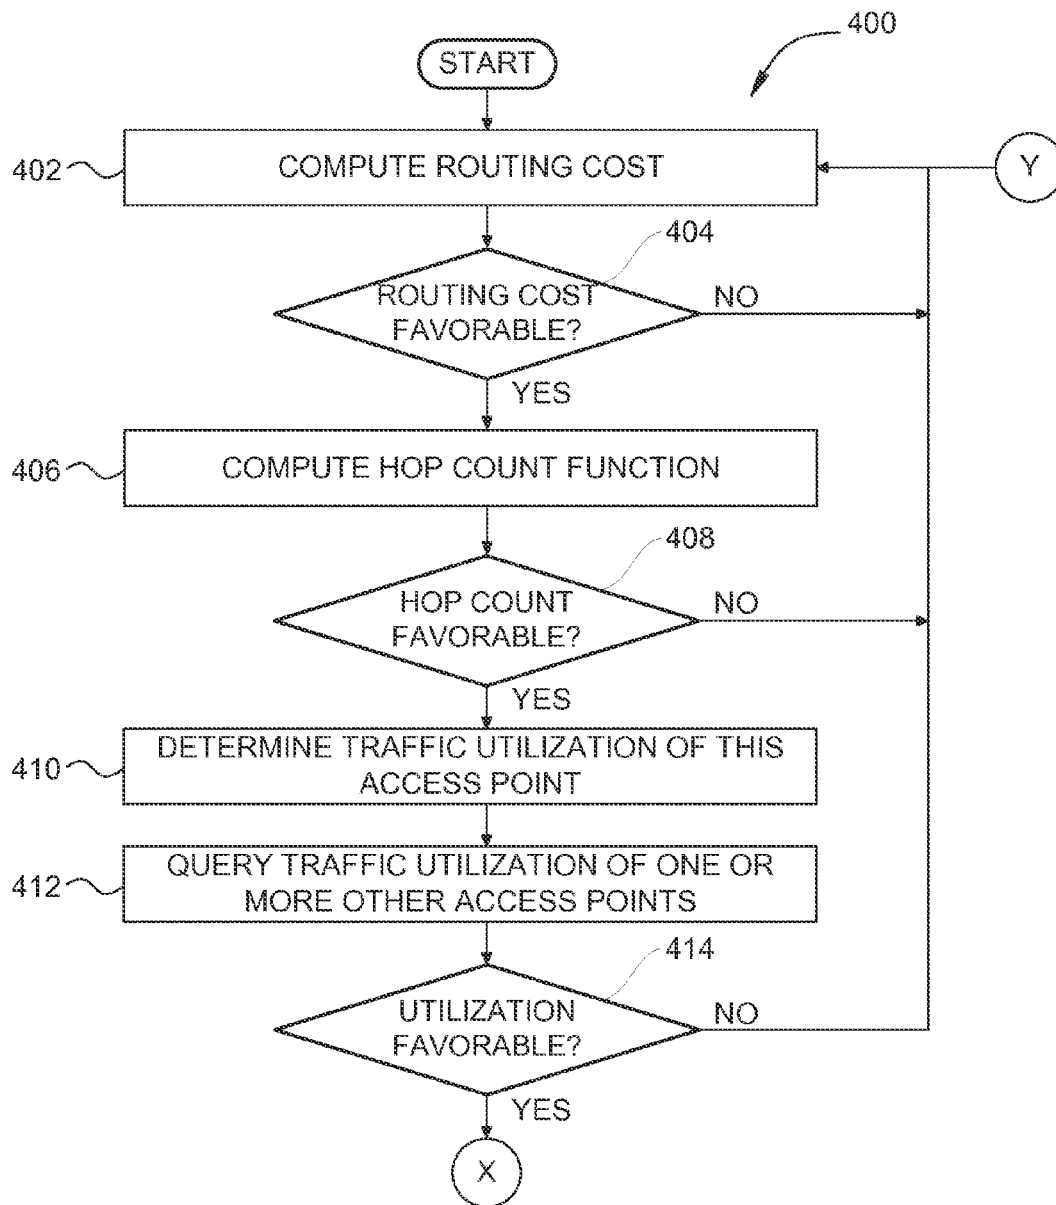 400
START
402
COMPUTE ROUTING COST
Y
404
ROUTING COST
FAVORABLE?
NO
YES
406
COMPUTE HOP COUNT FUNCTION
408
HOP COUNT
FAVORABLE?
NO
YES
410
DETERMINE TRAFFIC UTILIZATION OF THIS
ACCESS POINT
412
QUERY TRAFFIC UTILIZATION OF ONE OR
MORE OTHER ACCESS POINTS
414
UTILIZATION
FAVORABLE?
NO
YES
X